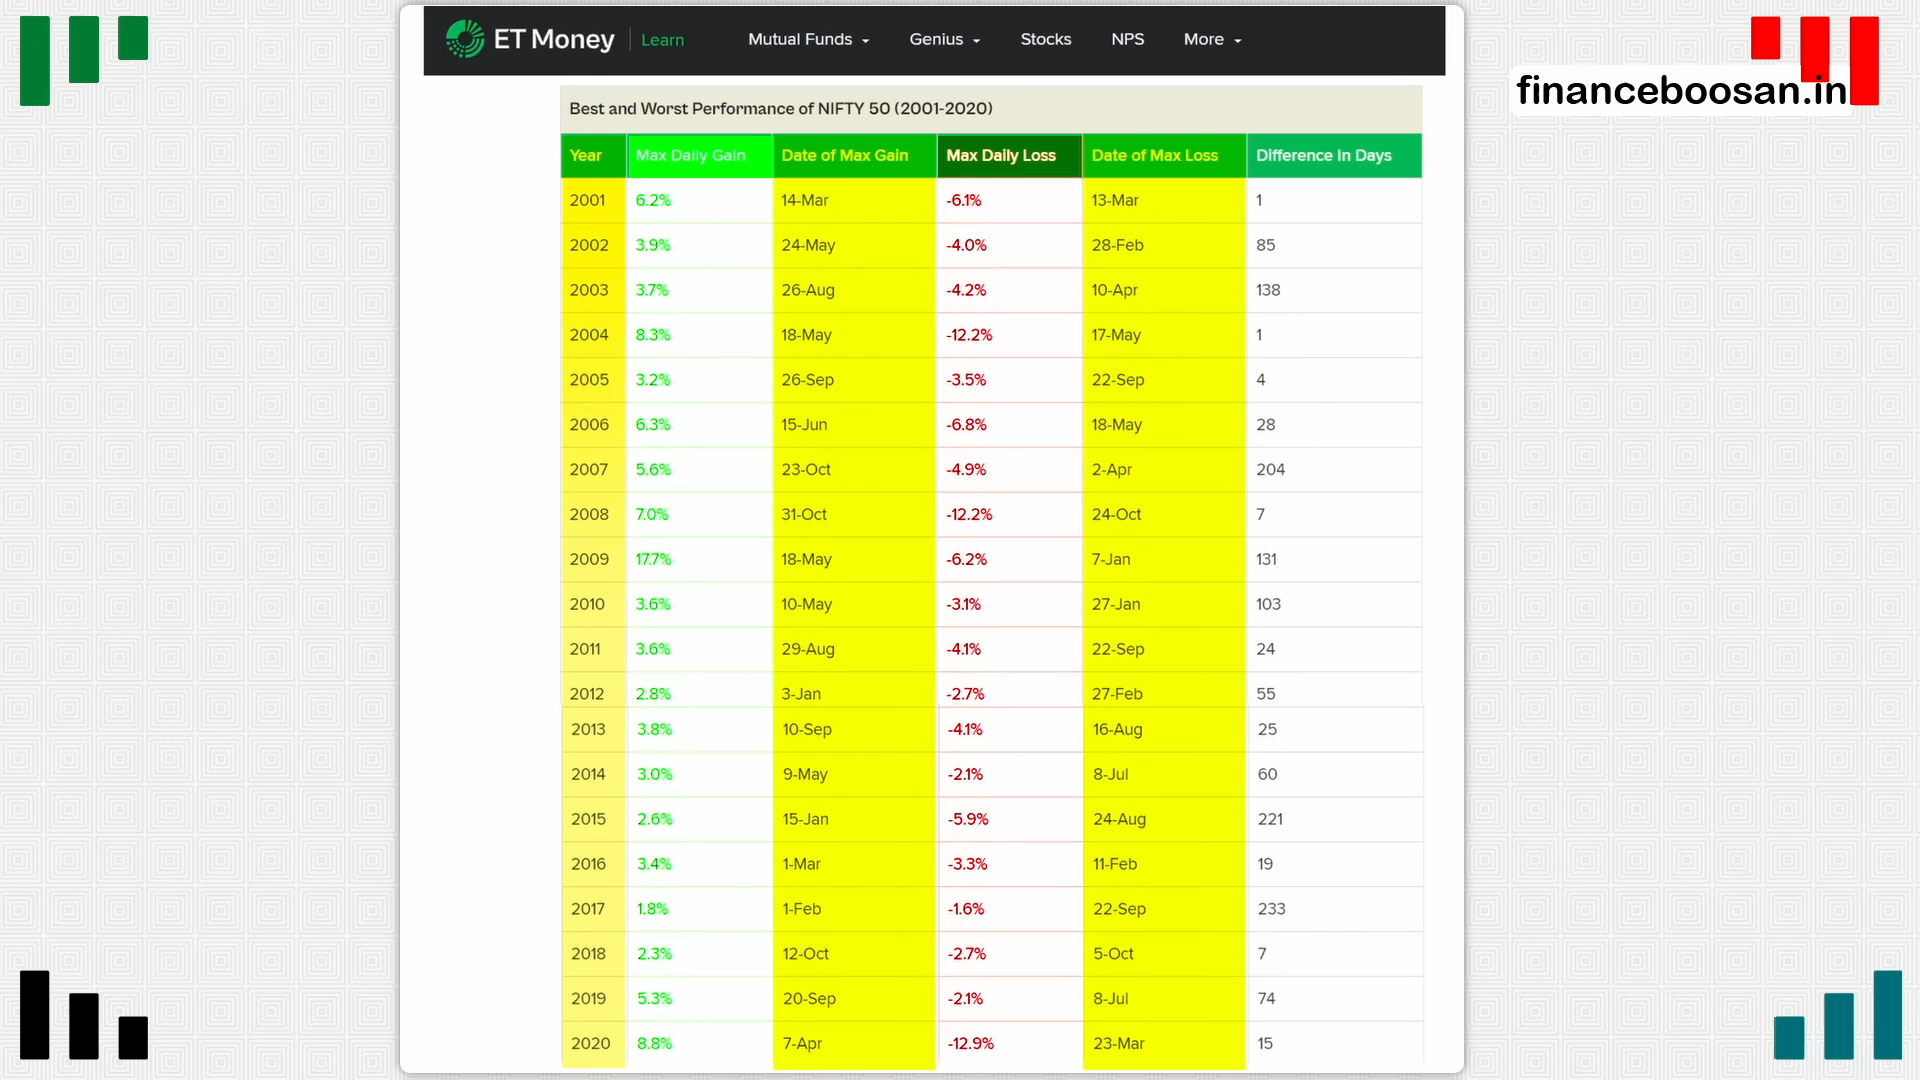 ET Money Learn Mutual Funds Genius Stocks NPS More
financeboosan.in
Best and Worst Performance of NIFTY 50 (2001-2020)
Year Max Daily Gain Date of Max Gain Max Daily Loss Date of Max Loss Difference In Days
2001 6.2% 14-Mar -6.1% 13-Mar 1
2002 3.9% 24-May -4.0% 28-Feb 85
2003 3.7% 26-Aug -4.2% 10-Apr 138
2004 8.3% 18-May -12.2% 17-May 1
2005 3.2% 26-Sep -3.5% 22-Sep 4
2006 6.3% 15-Jun -6.8% 18-May 28
2007 5.6% 23-Oct -4.9% 2-Apr 204
2008 7.0% 31-Oct -12.2% 24-Oct 7
2009 17.7% 18-May -6.2% 7-Jan 131
2010 3.6% 10-May -3.1% 27-Jan 103
2011 3.6% 29-Aug -4.1% 22-Sep 24
2012 2.8% 3-Jan -2.7% 27-Feb 55
2013 3.8% 10-Sep -4.1% 16-Aug 25
2014 3.0% 9-May -2.1% 8-Jul 60
2015 2.6% 15-Jan -5.9% 24-Aug 221
2016 3.4% 1-Mar -3.3% 11-Feb 19
2017 1.8% 1-Feb -1.6% 22-Sep 233
2018 2.3% 12-Oct -2.7% 5-Oct 7
2019 5.3% 20-Sep -2.1% 8-Jul 74
2020 8.8% 7-Apr -12.9% 23-Mar 15